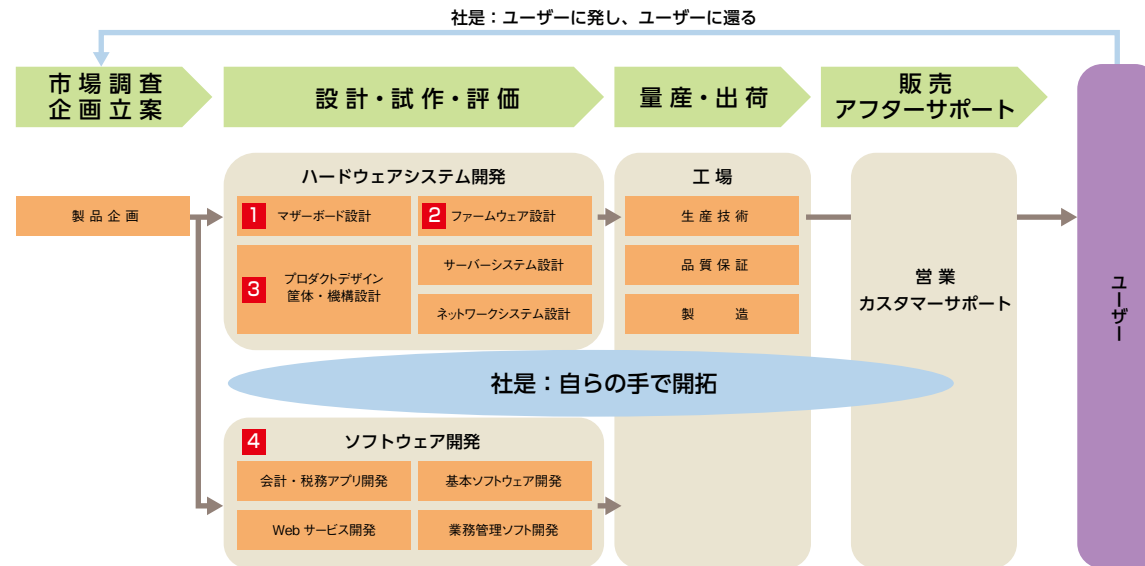 社是：ユーザーに発し、ユーザーに還る
市場調査
企画立案
設計・試作・評価
量産・出荷
販売
アフターサポート
製品企画
ハードウェアシステム開発
1 マザーボード設計
2 ファームウェア設計
3 プロダクトデザイン
筐体・機構設計
サーバーシステム設計
ネットワークシステム設計
工場
生産技術
品質保証
製造
営業
カスタマーサポート
ユーザー
社是：自らの手で開拓
4 ソフトウェア開発
会計・税務アプリ開発
基本ソフトウェア開発
Web サービス開発
業務管理ソフト開発